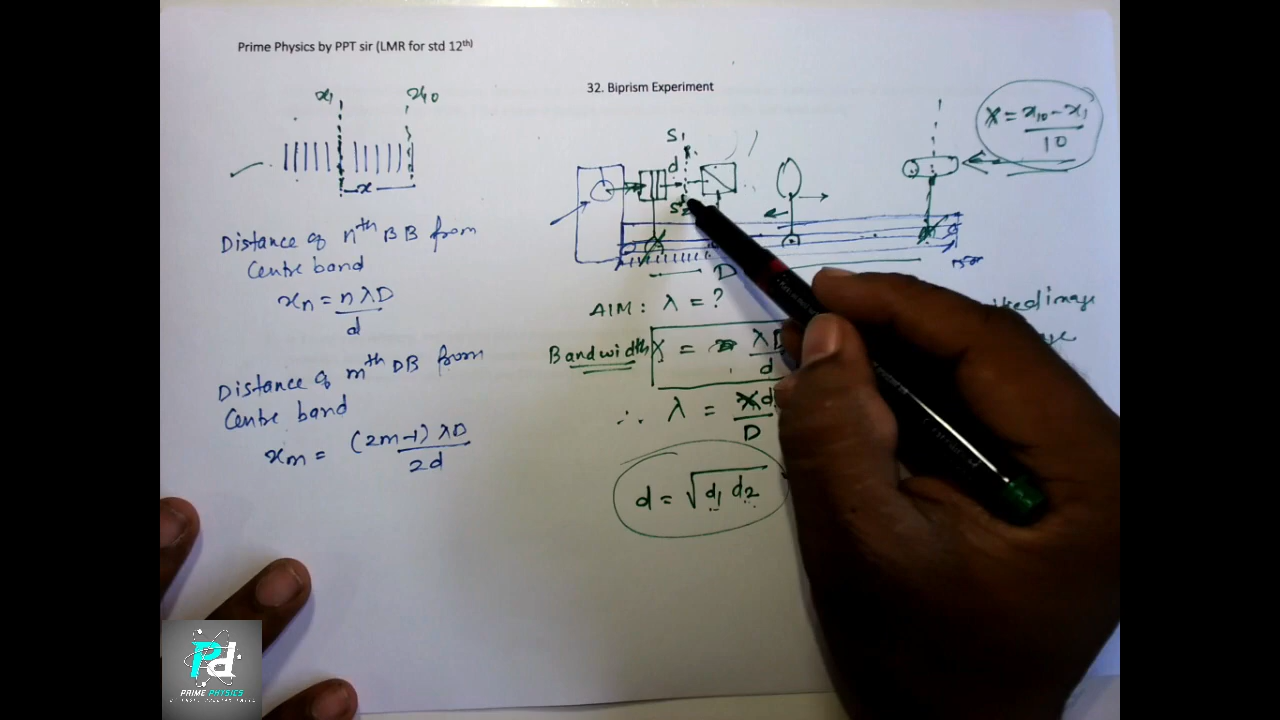 Prime Physics by PPT sir (LMR for std 12th)
32. Biprism Experiment
x1
x10
x
Distance of nth BB from
Centre band
xn = nλD
d
Distance of mth DB from
Centre band
xm = (2m-1) λD
2d
X = x10 - x1
10
S1
d
S2
D
AIM: λ = ?
Bandwidth X = λD
d
∴ λ = Xd
D
d = √d1 d2
image
Pd
PRIME PHYSICS